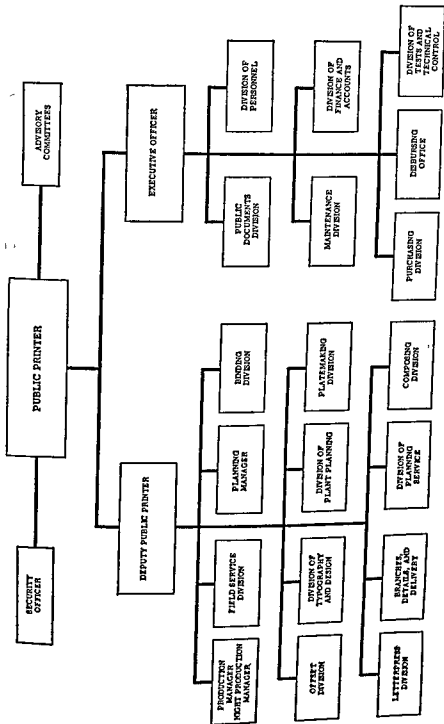 PUBLIC PRINTER
SECURITY
OFFICER
ADVISORY
COMMITTEES
DEPUTY PUBLIC PRINTER
EXECUTIVE OFFICER
PRODUCTION
MANAGER
NIGHT PRODUCTION
MANAGER
FIELD SERVICE
DIVISION
PLANNING
MANAGER
BINDING
DIVISION
OFFSET
DIVISION
DIVISION OF
TYPOGRAPHY
AND DESIGN
DIVISION OF
PLANT PLANNING
PLATEMAKING
DIVISION
LETTERPRESS
DIVISION
BRANCHES,
DETAILS, AND
DELIVERY
DIVISION OF
PLANNING
SERVICE
COMPOSING
DIVISION
PUBLIC
DOCUMENTS
DIVISION
DIVISION OF
PERSONNEL
MAINTENANCE
DIVISION
DIVISION OF
FINANCE AND
ACCOUNTS
PURCHASING
DIVISION
DISBURSING
OFFICE
DIVISION OF
TESTS AND
TECHNICAL
CONTROL